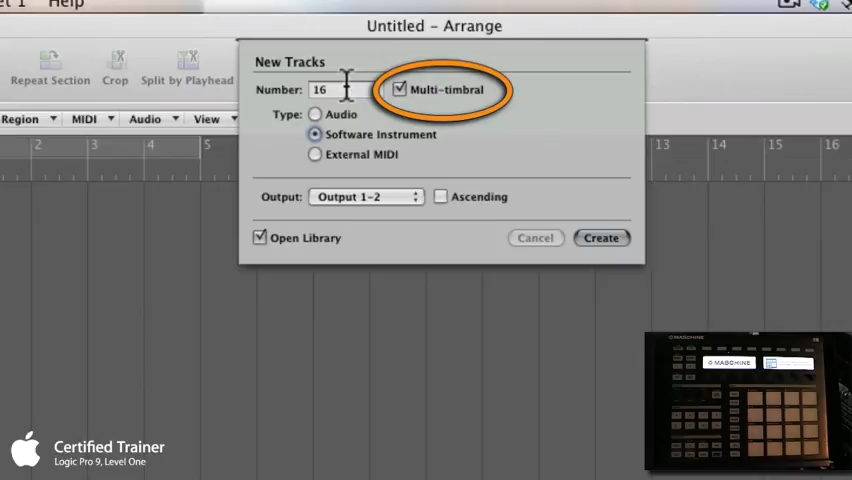 Help
Untitled - Arrange
Repeat Section
Crop
Split by Playhead
New Tracks
Number: 16
Multi-timbral
Type: Audio
Software Instrument
External MIDI
Output: Output 1-2
Ascending
Open Library
Cancel
Create
Region
MIDI
Audio
View
2
3
4
5
13
14
15
16
MASCHINE
MASCHINE
Certified Trainer
Logic Pro 9, Level One